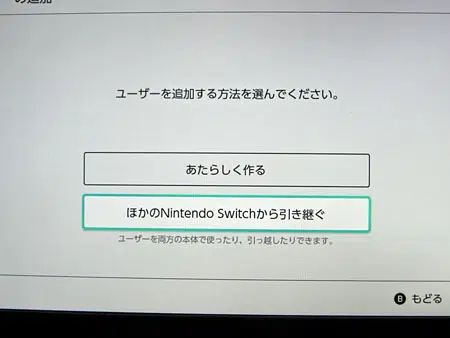 の追加
ユーザーを追加する方法を選んでください。
あたらしく作る
ほかのNintendo Switchから引き継ぐ
ユーザーを両方の本体で使ったり、引っ越したりできます。
B もどる